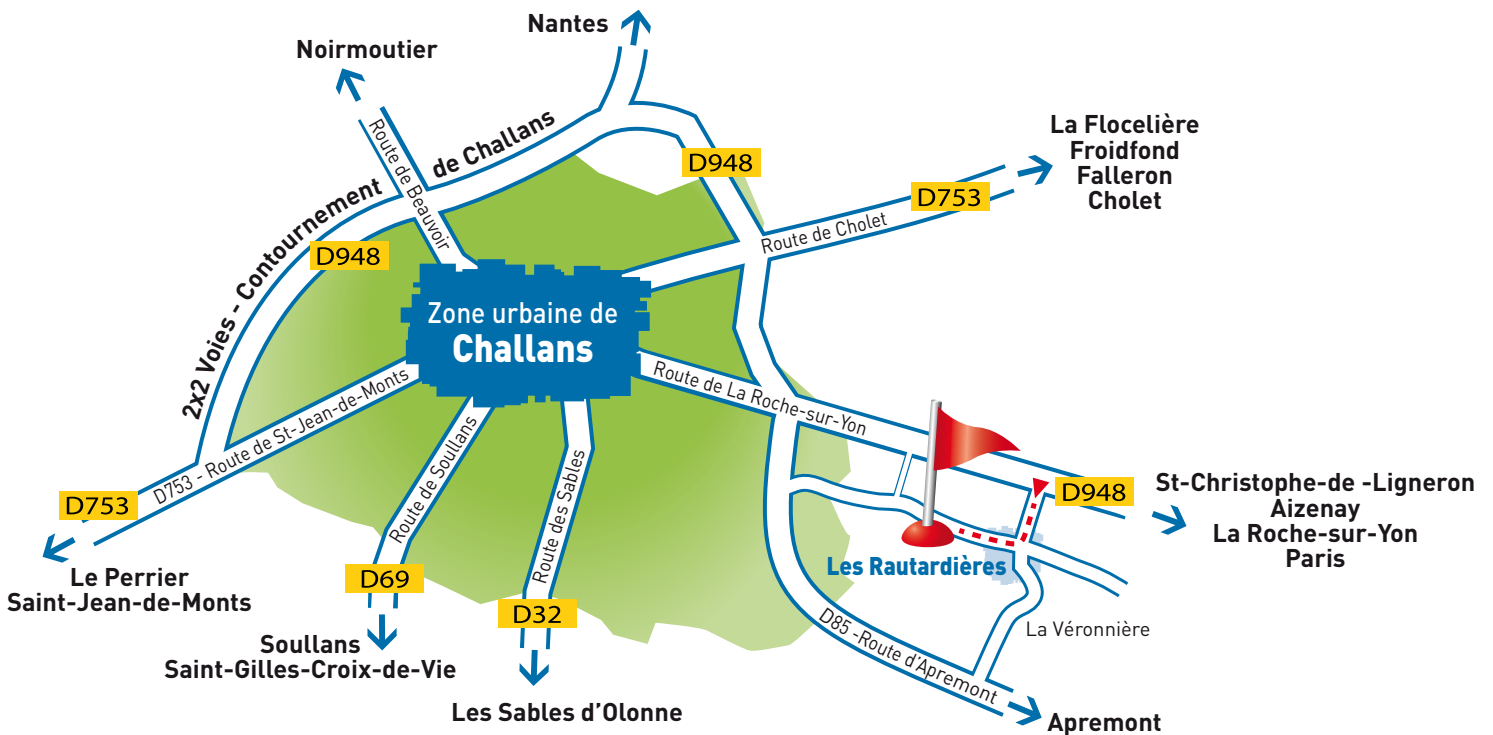 Nantes
Noirmoutier
Route de Beauvoir
2x2 Voies - Contournement de Challans
D948
D948
La Flocelière
Froidfond
Falleron
Cholet
D753
Route de Cholet
Zone urbaine de
Challans
Route de La Roche-sur-Yon
D948
St-Christophe-de -Ligneron
Aizenay
La Roche-sur-Yon
Paris
D753 - Route de St-Jean-de-Monts
D753
Le Perrier
Saint-Jean-de-Monts
Route de Soullans
D69
Soullans
Saint-Gilles-Croix-de-Vie
Route des Sables
D32
Les Sables d'Olonne
Les Rautardières
La Véronnière
D85 -Route d'Apremont
Apremont